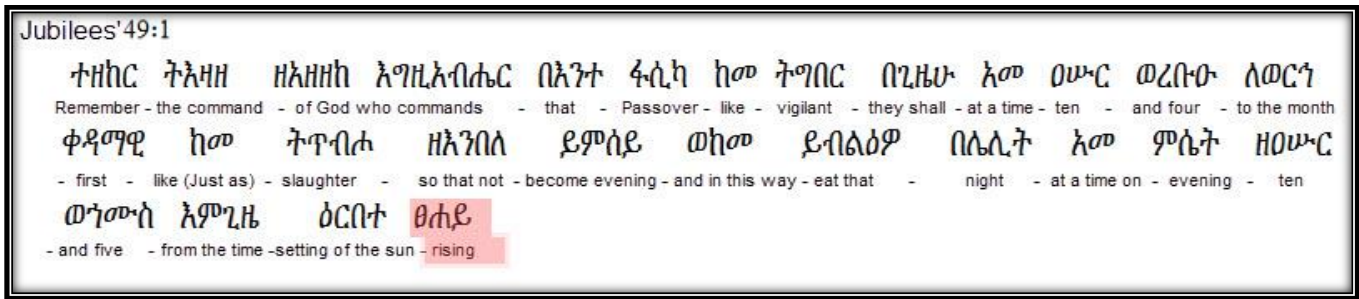 Jubilees'49:1
ተዘከር ትእዛዘ ዘአዘዘከ እግዚአብሔር በእንተ ፋሲካ ከመ ትግበር በጊዜሁ አመ ዐሡር ወረቡዑ ለወርኅ
Remember - the command - of God who commands - that - Passover - like - vigilant - they shall - at a time - ten - and four - to the month
ቀዳማዊ ከመ ትጥብሐ ዘእንበለ ይምሰይ ወከመ ይብልዕዎ በሌሊት አመ ምሴት ዘዐሡር
- first - like (Just as) - slaughter - so that not - become evening - and in this way - eat that - night - at a time on - evening - ten
ወኀሙስ እምጊዜ ዕርበተ ፀሐይ
- and five - from the time -setting of the sun - rising